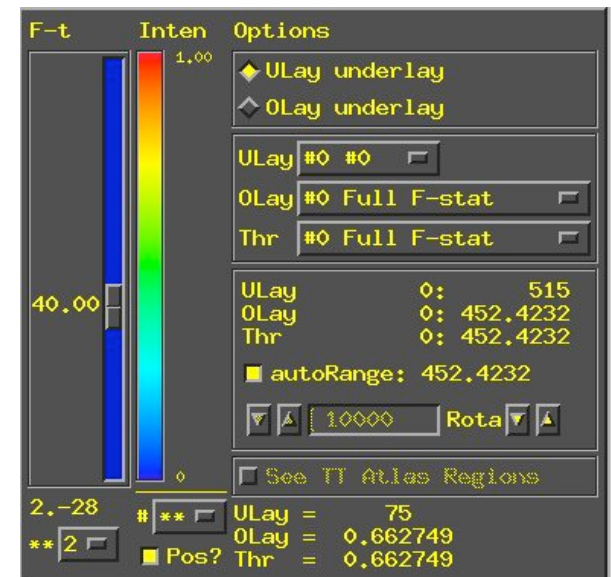 F-t Inten Options
1.00
ULay underlay
OLay underlay
ULay #0 #0
OLay #0 Full F-stat
Thr #0 Full F-stat
40.00
ULay 0: 515
OLay 0: 452.4232
Thr 0: 452.4232
autoRange: 452.4232
10000 Rota
0
See TT Atlas Regions
2.-28
** 2
# **
Pos?
ULay = 75
OLay = 0.662749
Thr = 0.662749